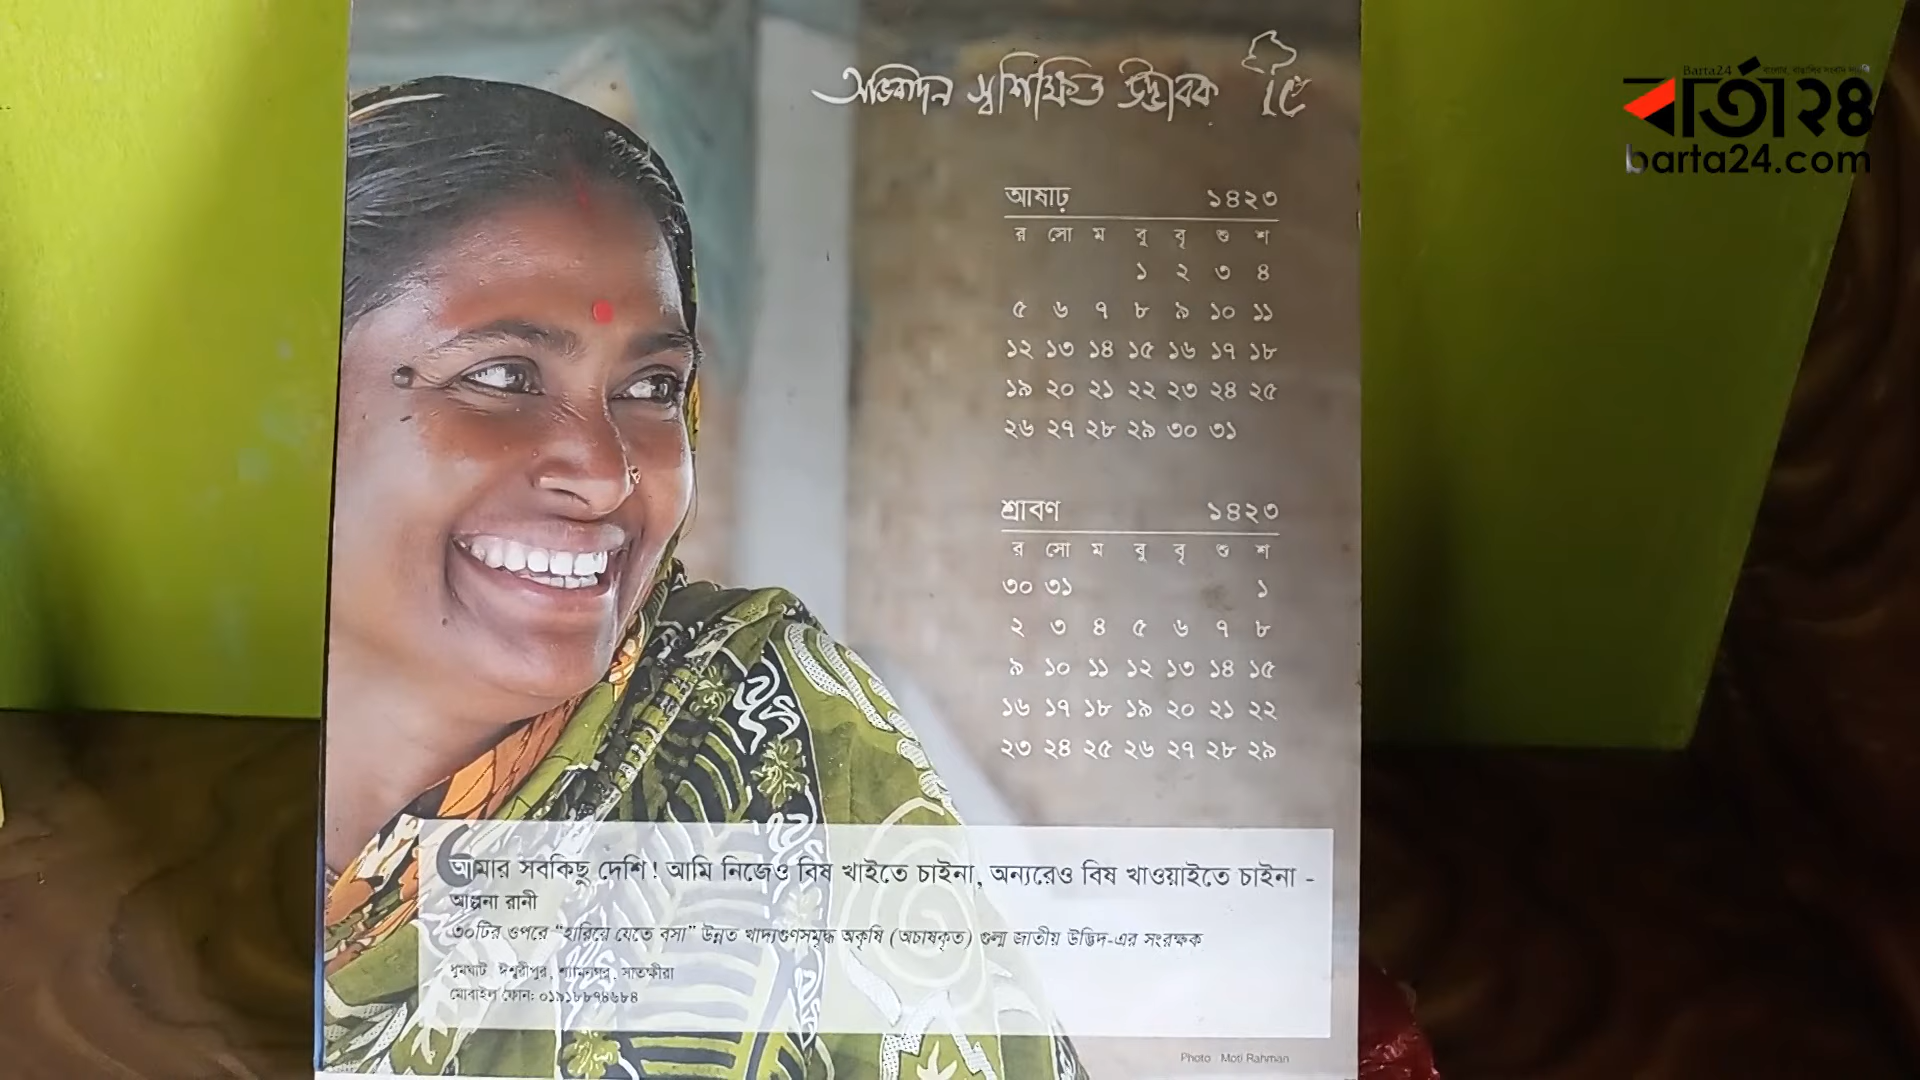 অভিবাদন স্বশিক্ষিত উদ্ভাবক
Barta24
বার্তা২৪
barta24.com
আষাঢ় ১৪২৩
র সো ম বু বৃ শু শ
১ ২ ৩ ৪
৫ ৬ ৭ ৮ ৯ ১০ ১১
১২ ১৩ ১৪ ১৫ ১৬ ১৭ ১৮
১৯ ২০ ২১ ২২ ২৩ ২৪ ২৫
২৬ ২৭ ২৮ ২৯ ৩০ ৩১
শ্রাবণ ১৪২৩
র সো ম বু বৃ শু শ
৩০ ৩১ ১
২ ৩ ৪ ৫ ৬ ৭ ৮
৯ ১০ ১১ ১২ ১৩ ১৪ ১৫
১৬ ১৭ ১৮ ১৯ ২০ ২১ ২২
২৩ ২৪ ২৫ ২৬ ২৭ ২৮ ২৯
আমার সবকিছু দেশি! আমি নিজেও বিষ খাইতে চাইনা, অন্যরেও বিষ খাওয়াইতে চাইনা -
আল্পনা রানী
৩০টির ওপরে "হারিয়ে যেতে বসা" উন্নত খাদ্যগুণসমৃদ্ধ অকৃষি (অচাষকৃত) গুল্ম জাতীয় উদ্ভিদ-এর সংরক্ষক
ধুমঘাট, ঈশ্বরীপুর, শ্যামনগর, সাতক্ষীরা
মোবাইল ফোন: ০১৯১৮৮৭৪৬৮৪
Photo : Moti Rahman